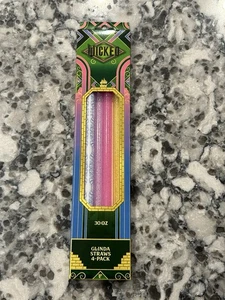 WICKED
30 OZ
GLINDA
STRAWS
4-PACK